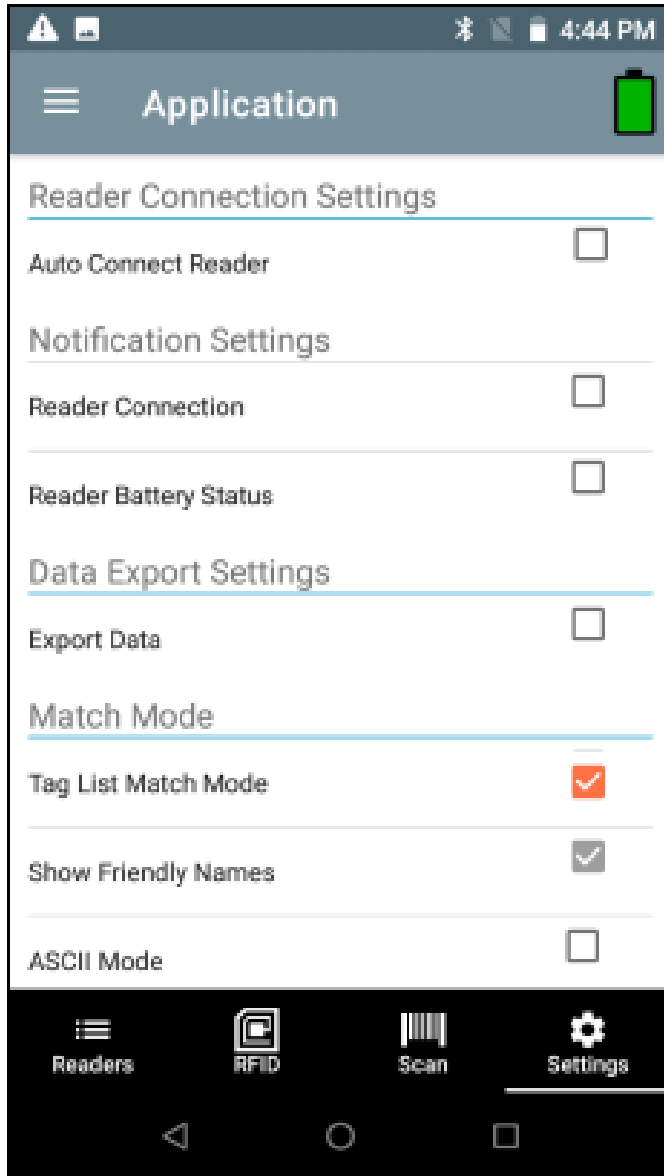 4:44 PM
Application
Reader Connection Settings
Auto Connect Reader
Notification Settings
Reader Connection
Reader Battery Status
Data Export Settings
Export Data
Match Mode
Tag List Match Mode
Show Friendly Names
ASCII Mode
Readers RFID Scan Settings